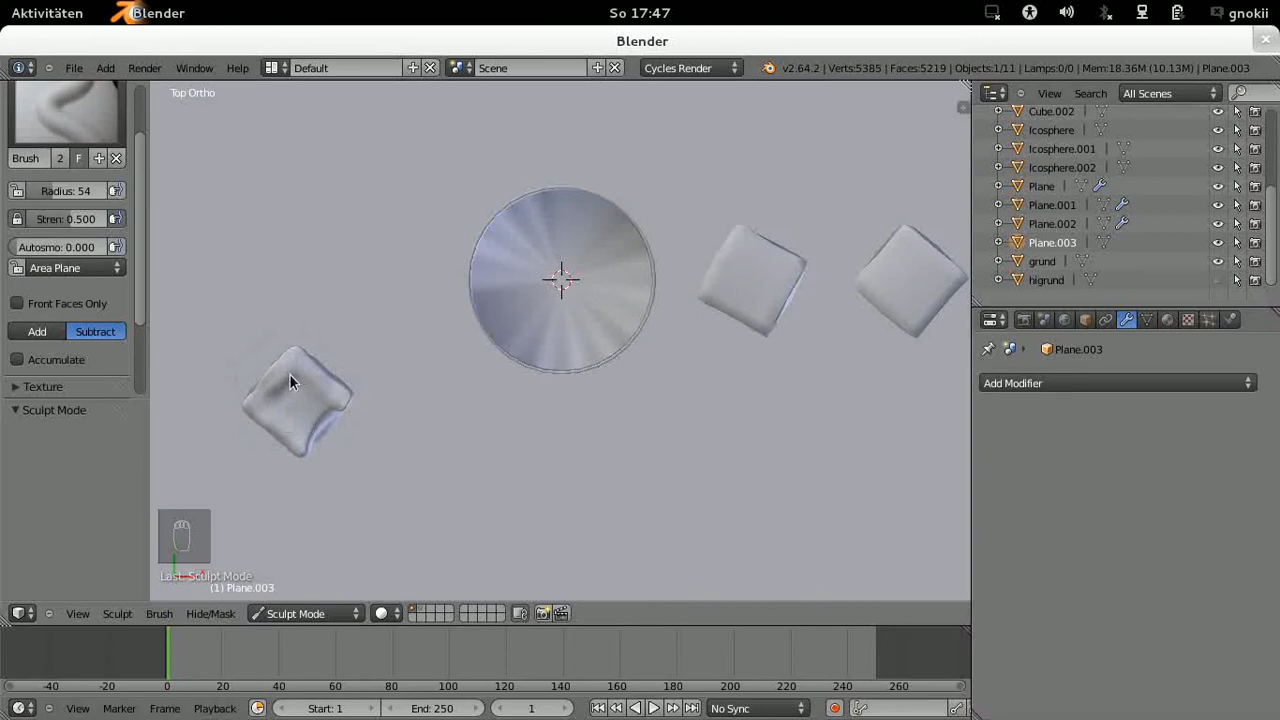 Aktivitäten Blender So 17:47 gnokii
Blender
File Add Render Window Help Default Scene Cycles Render v2.64.2 | Verts:5385 | Faces:5219 | Objects:1/11 | Lamps:0/0 | Mem:18.36M (10.13M) | Plane.003
Top Ortho
View Search All Scenes
Cube.002
Icosphere
Icosphere.001
Icosphere.002
Plane
Plane.001
Plane.002
Plane.003
grund
higrund
Brush 2 F
Radius: 54
Stren: 0.500
Autosmo: 0.000
Area Plane
Front Faces Only
Add Subtract
Accumulate
Texture
Sculpt Mode
Plane.003
Add Modifier
Last: Sculpt Mode
(1) Plane.003
View Sculpt Brush Hide/Mask Sculpt Mode
-40 -20 0 20 40 60 80 100 120 140 160 180 200 220 240 260
View Marker Frame Playback Start: 1 End: 250 1 No Sync